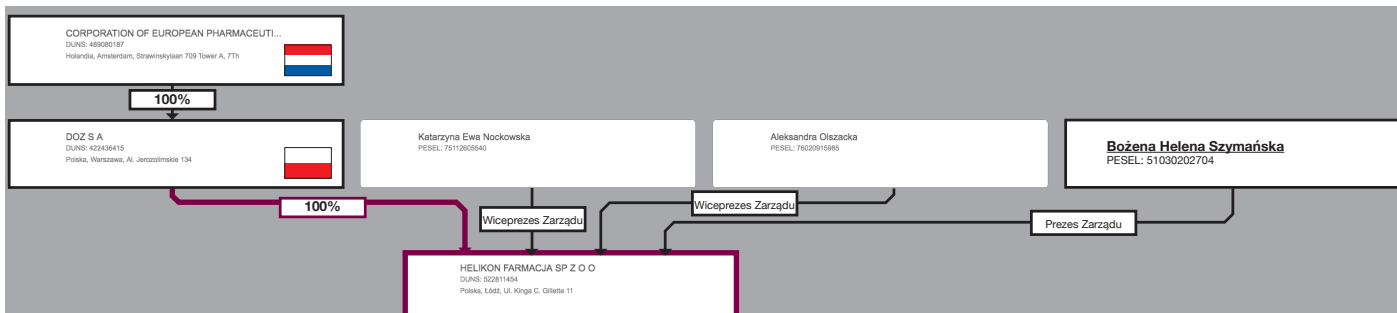 CORPORATION OF EUROPEAN PHARMACEUTI...
DUNS: 489080187
Holandia, Amsterdam, Strawinskylaan 709 Tower A, 7Th
100%
DOZ S A
DUNS: 422436415
Polska, Warszawa, Al. Jerozolimskie 134
Katarzyna Ewa Nockowska
PESEL: 75112605540
Aleksandra Olszacka
PESEL: 76020915985
Bożena Helena Szymańska
PESEL: 51030202704
100%
Wiceprezes Zarządu
Wiceprezes Zarządu
Prezes Zarządu
HELIKON FARMACJA SP Z O O
DUNS: 522811454
Polska, Łódź, Ul. Kinga C. Gillette 11